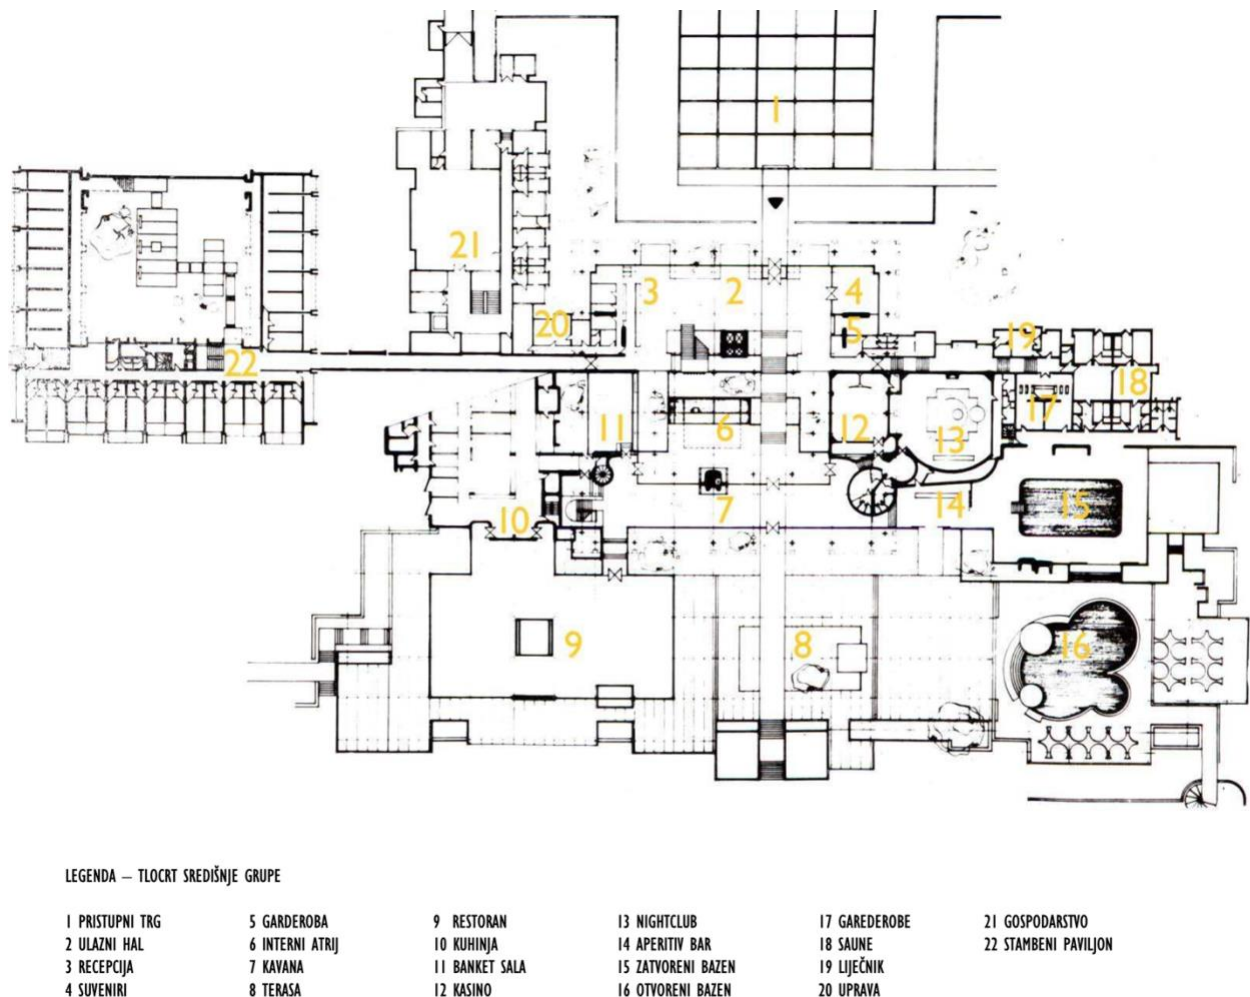 1
21
3
2
4
20
5
19
22
18
11
6
12
13
17
10
7
14
15
9
8
16
LEGENDA – TLOCRT SREDIŠNJE GRUPE
1 PRISTUPNI TRG
2 ULAZNI HAL
3 RECEPCIJA
4 SUVENIRI
5 GARDEROBA
6 INTERNI ATRIJ
7 KAVANA
8 TERASA
9 RESTORAN
10 KUHINJA
11 BANKET SALA
12 KASINO
13 NIGHTCLUB
14 APERITIV BAR
15 ZATVORENI BAZEN
16 OTVORENI BAZEN
17 GAREDEROBE
18 SAUNE
19 LIJEČNIK
20 UPRAVA
21 GOSPODARSTVO
22 STAMBENI PAVILJON